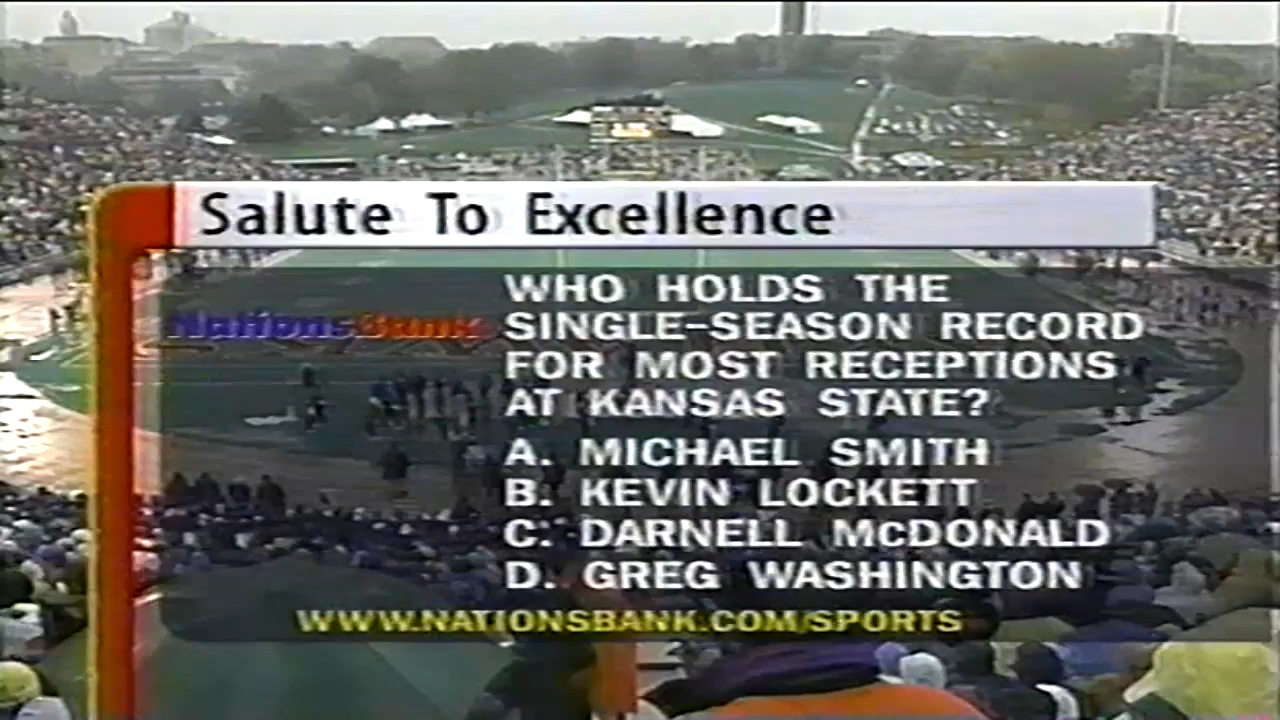 Salute To Excellence
NationsBank
WHO HOLDS THE
SINGLE-SEASON RECORD
FOR MOST RECEPTIONS
AT KANSAS STATE?
A. MICHAEL SMITH
B. KEVIN LOCKETT
C. DARNELL McDONALD
D. GREG WASHINGTON
WWW.NATIONSBANK.COM/SPORTS